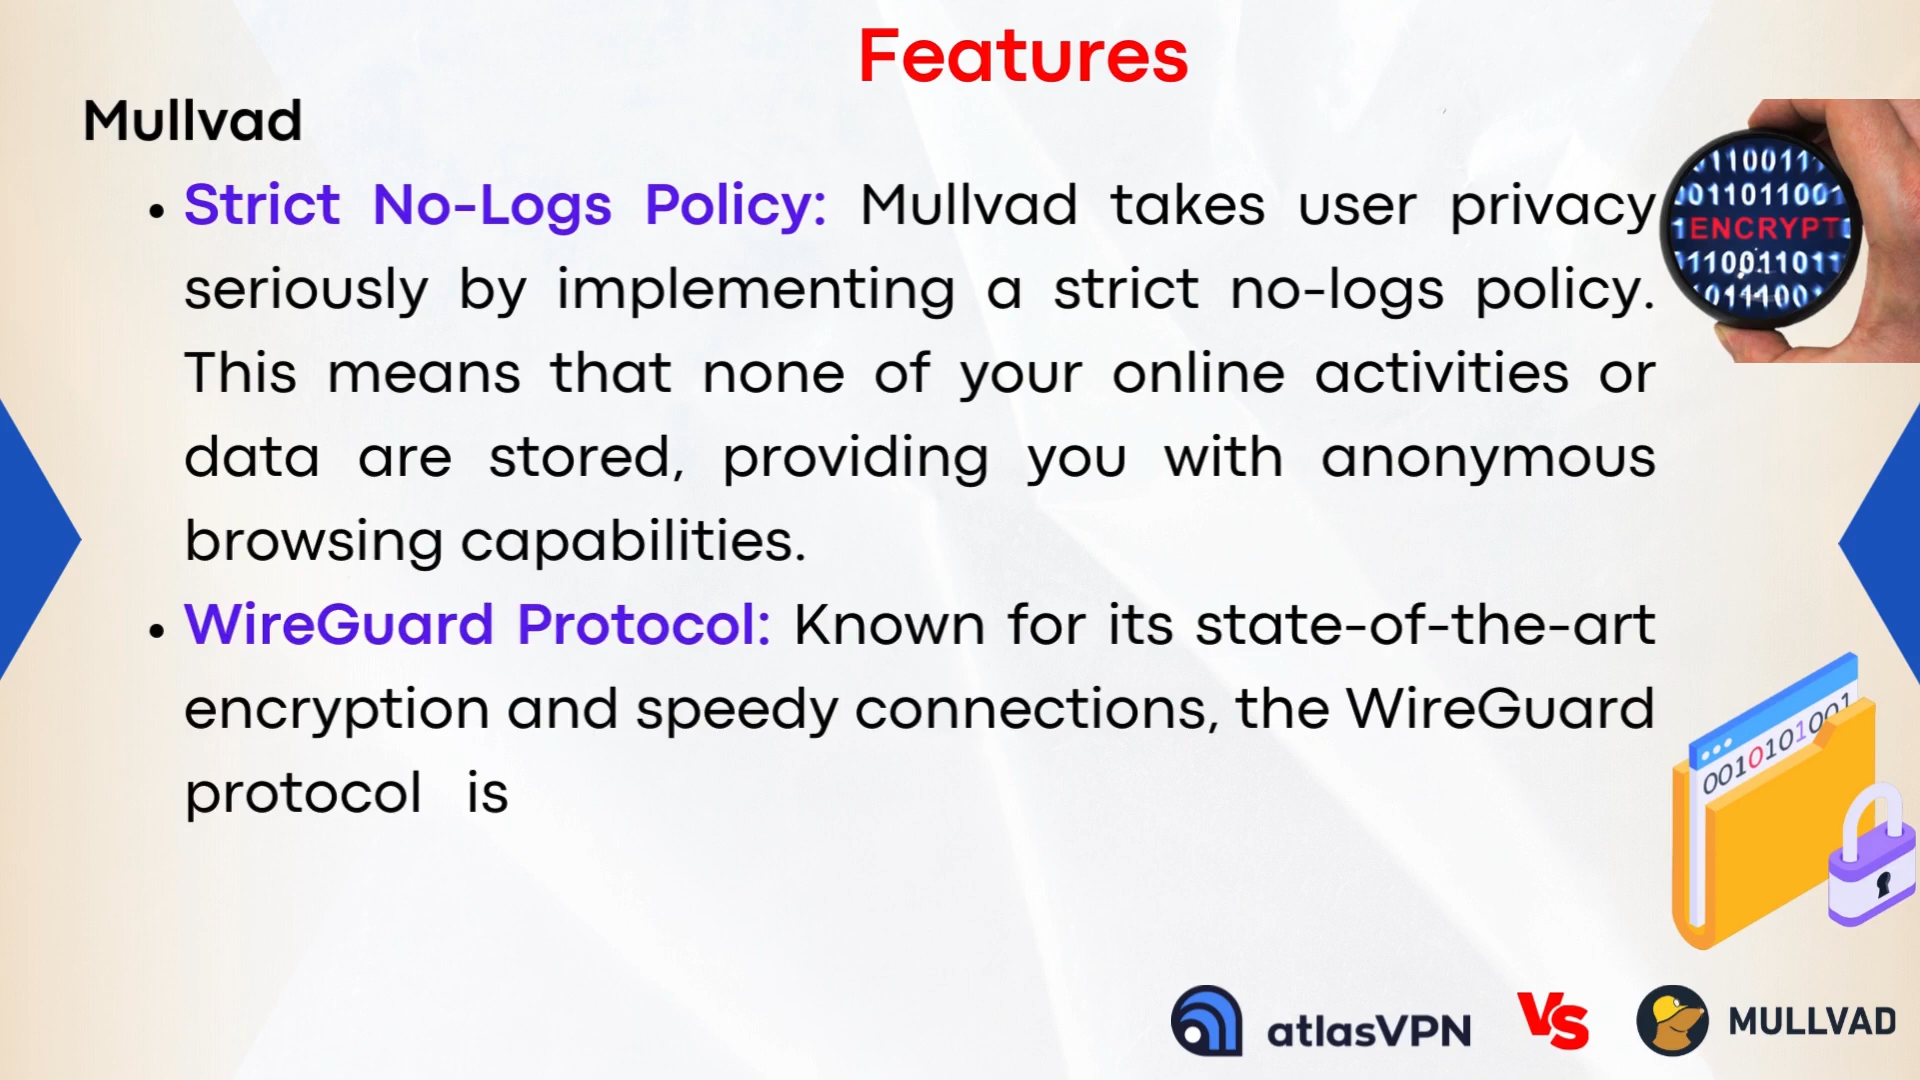 Features
Mullvad
• Strict No-Logs Policy: Mullvad takes user privacy
seriously by implementing a strict no-logs policy.
This means that none of your online activities or
data are stored, providing you with anonymous
browsing capabilities.
• WireGuard Protocol: Known for its state-of-the-art
encryption and speedy connections, the WireGuard
protocol is
ENCRYPT
0010101001
atlasVPN VS MULLVAD